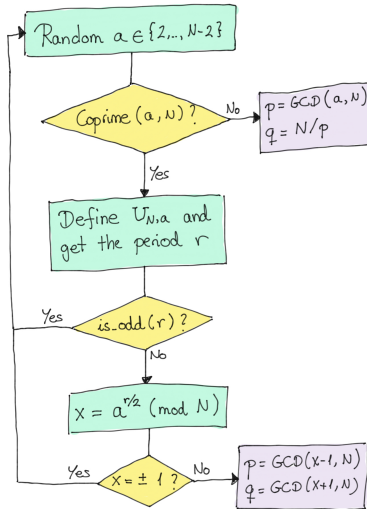 Random a ∈ {2,..., N-2}
Coprime (a, N) ?
No
p = GCD (a, N)
q = N/p
Yes
Define U_{N,a} and
get the period r
Yes
is_odd (r) ?
No
x = a^{r/2} (mod N)
Yes
x = ± 1 ?
No
p = GCD (x-1, N)
q = GCD (x+1, N)